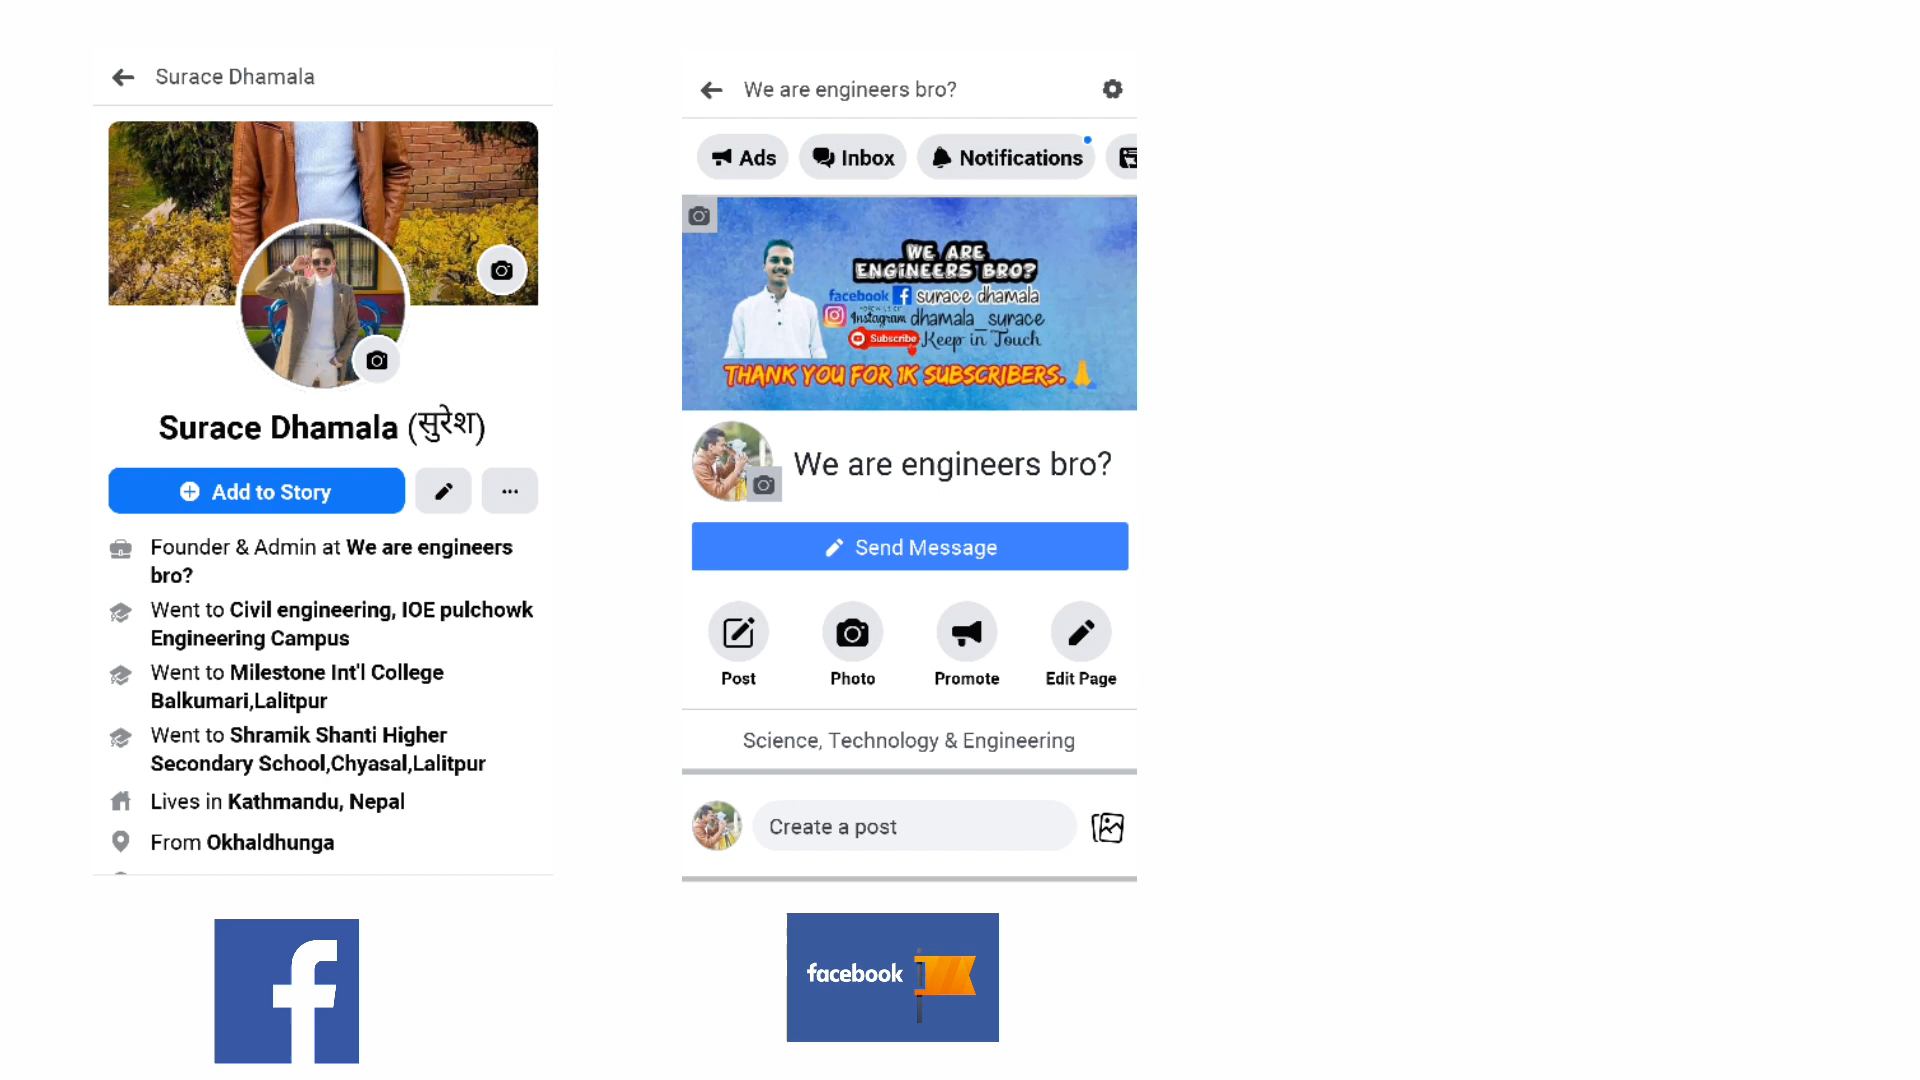 Surace Dhamala
Surace Dhamala (सुरेश)
Add to Story
Founder & Admin at We are engineers
bro?
Went to Civil engineering, IOE pulchowk
Engineering Campus
Went to Milestone Int'l College
Balkumari,Lalitpur
Went to Shramik Shanti Higher
Secondary School,Chyasal,Lalitpur
Lives in Kathmandu, Nepal
From Okhaldhunga
We are engineers bro?
Ads
Inbox
Notifications
WE ARE
ENGINEERS BRO?
facebook f surace dhamala
Instagram dhamala_surace
Subscribe Keep in Touch
THANK YOU FOR 1K SUBSCRIBERS.
We are engineers bro?
Send Message
Post
Photo
Promote
Edit Page
Science, Technology & Engineering
Create a post
f
facebook